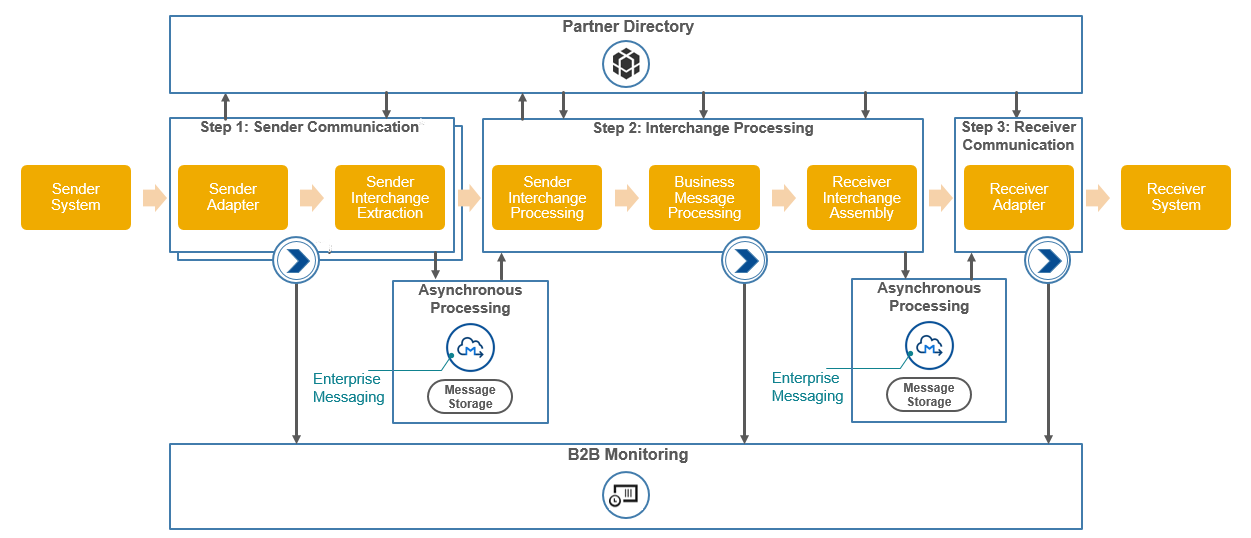 Partner Directory
Step 1: Sender Communication
Step 2: Interchange Processing
Step 3: Receiver
Communication
Sender
System
Sender
Adapter
Sender
Interchange
Extraction
Sender
Interchange
Processing
Business
Message
Processing
Receiver
Interchange
Assembly
Receiver
Adapter
Receiver
System
Asynchronous
Processing
Enterprise
Messaging
Message
Storage
Asynchronous
Processing
Enterprise
Messaging
Message
Storage
B2B Monitoring